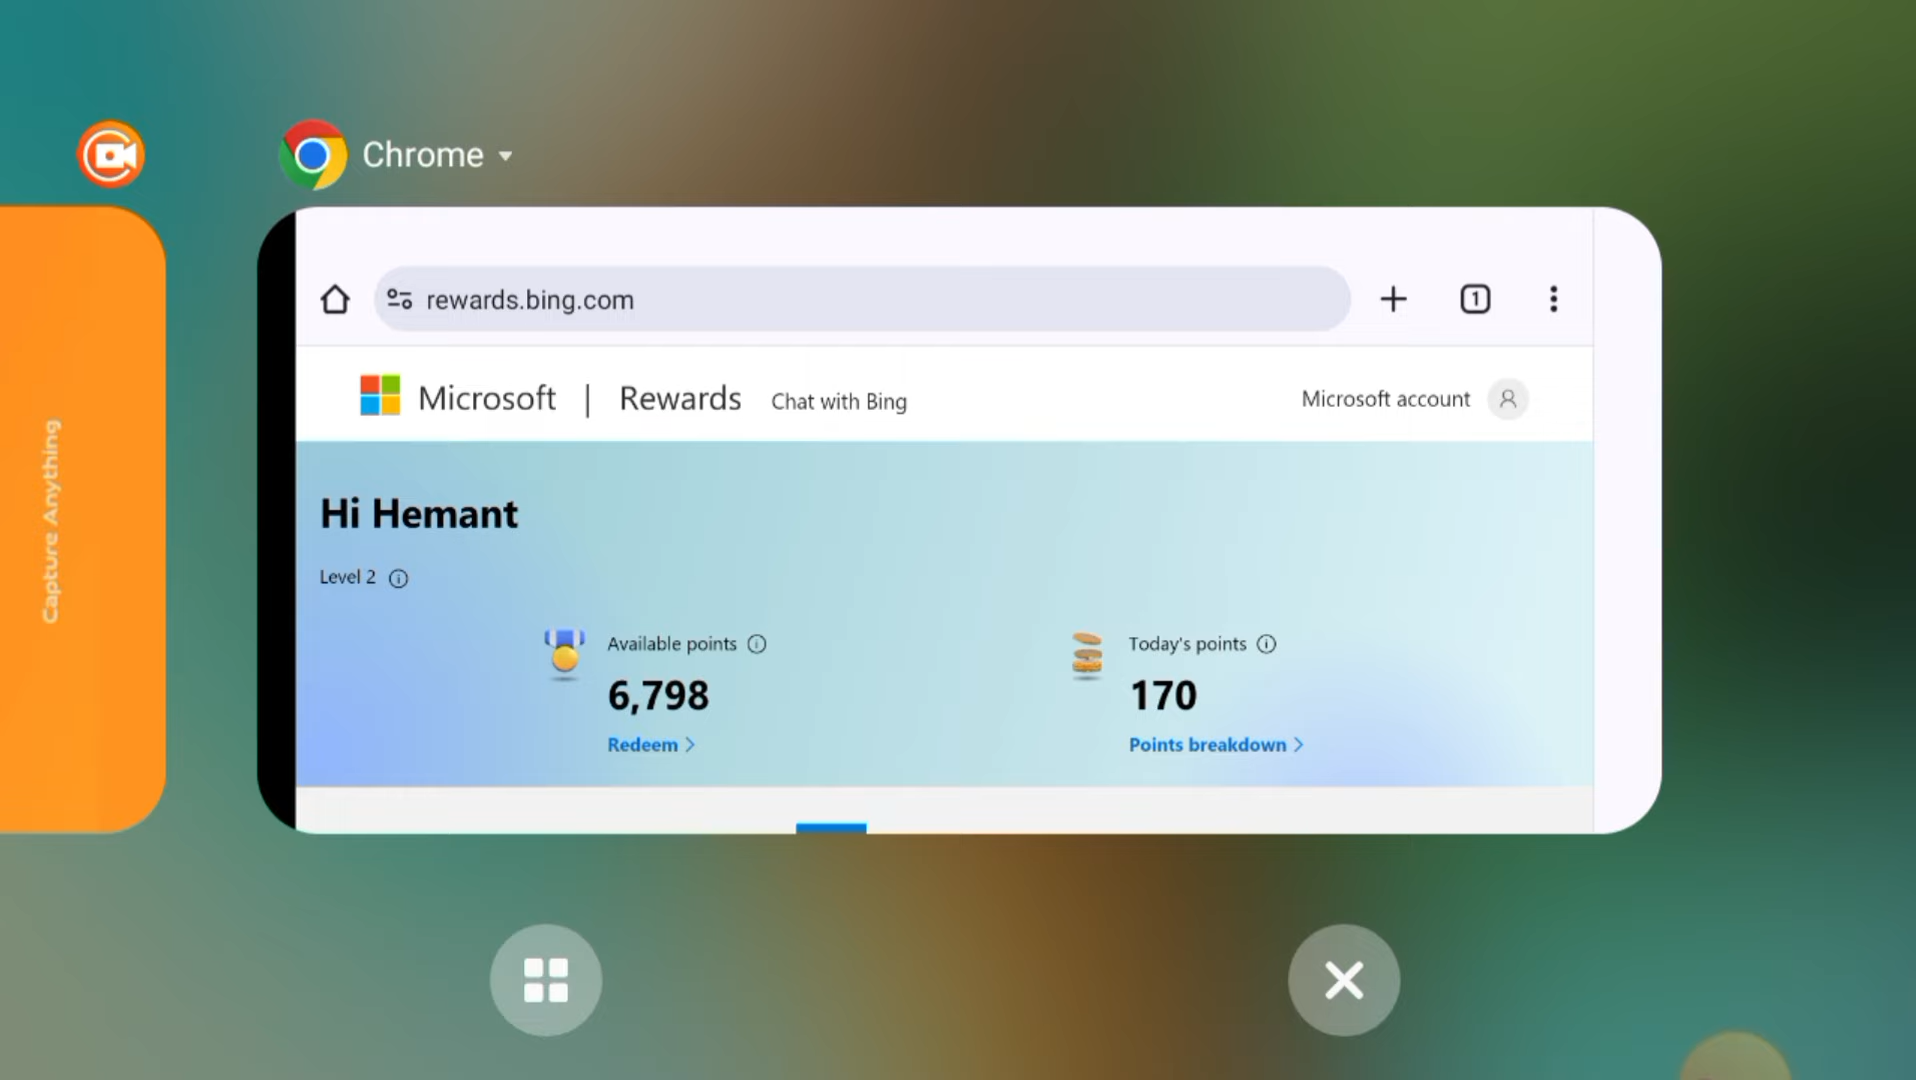 Chrome
Capture Anything
rewards.bing.com
1
Microsoft | Rewards Chat with Bing Microsoft account
Hi Hemant
Level 2
Available points
6,798
Redeem >
Today's points
170
Points breakdown >